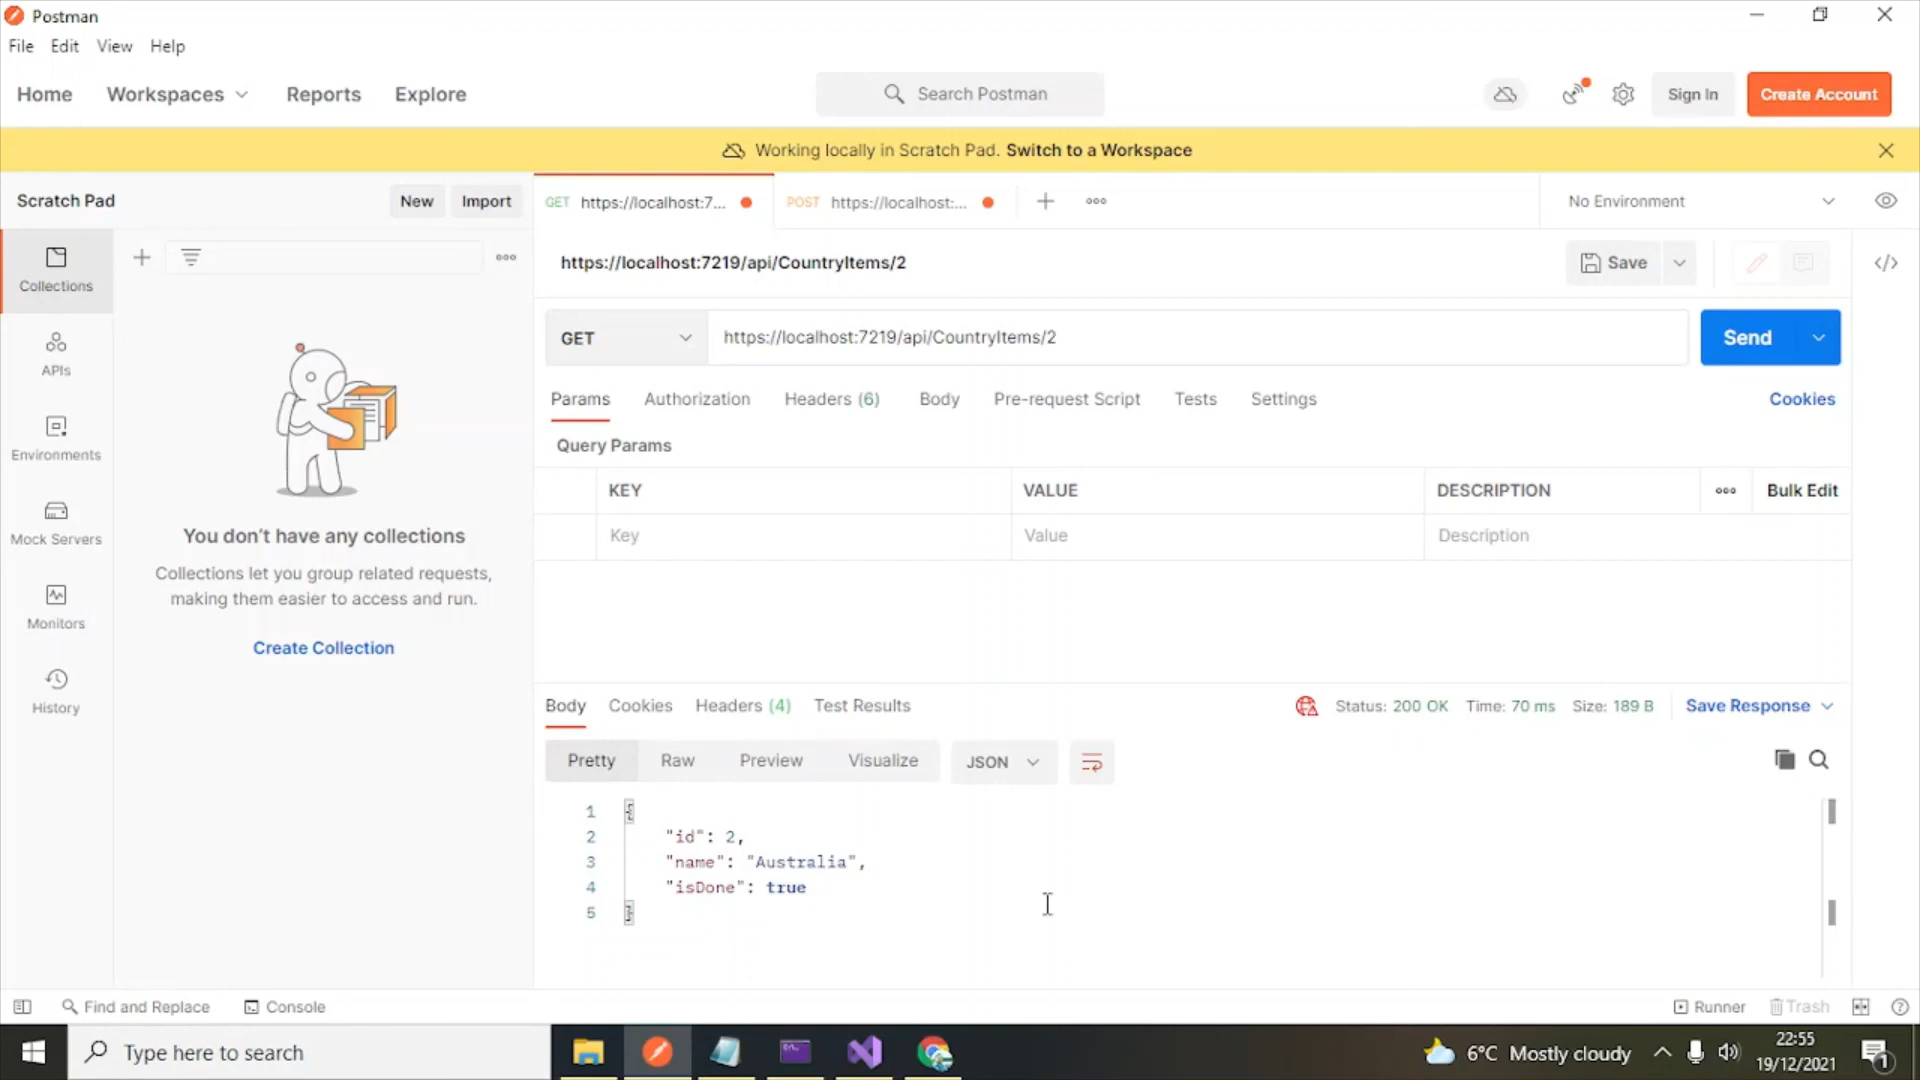 Postman
File Edit View Help
Home Workspaces Reports Explore Search Postman Sign In Create Account
Working locally in Scratch Pad. Switch to a Workspace
Scratch Pad New Import GET https://localhost:7... POST https://localhost:... No Environment
Collections
https://localhost:7219/api/CountryItems/2 Save
GET https://localhost:7219/api/CountryItems/2 Send
APIs
Params Authorization Headers (6) Body Pre-request Script Tests Settings Cookies
Environments
Query Params
KEY VALUE DESCRIPTION Bulk Edit
Key Value Description
Mock Servers
You don't have any collections
Collections let you group related requests,
making them easier to access and run.
Monitors
Create Collection
History
Body Cookies Headers (4) Test Results Status: 200 OK Time: 70 ms Size: 189 B Save Response
Pretty Raw Preview Visualize JSON
1 {
2 "id": 2,
3 "name": "Australia",
4 "isDone": true
5 }
Find and Replace Console Runner Trash
Type here to search 6°C Mostly cloudy 22:55
19/12/2021 1